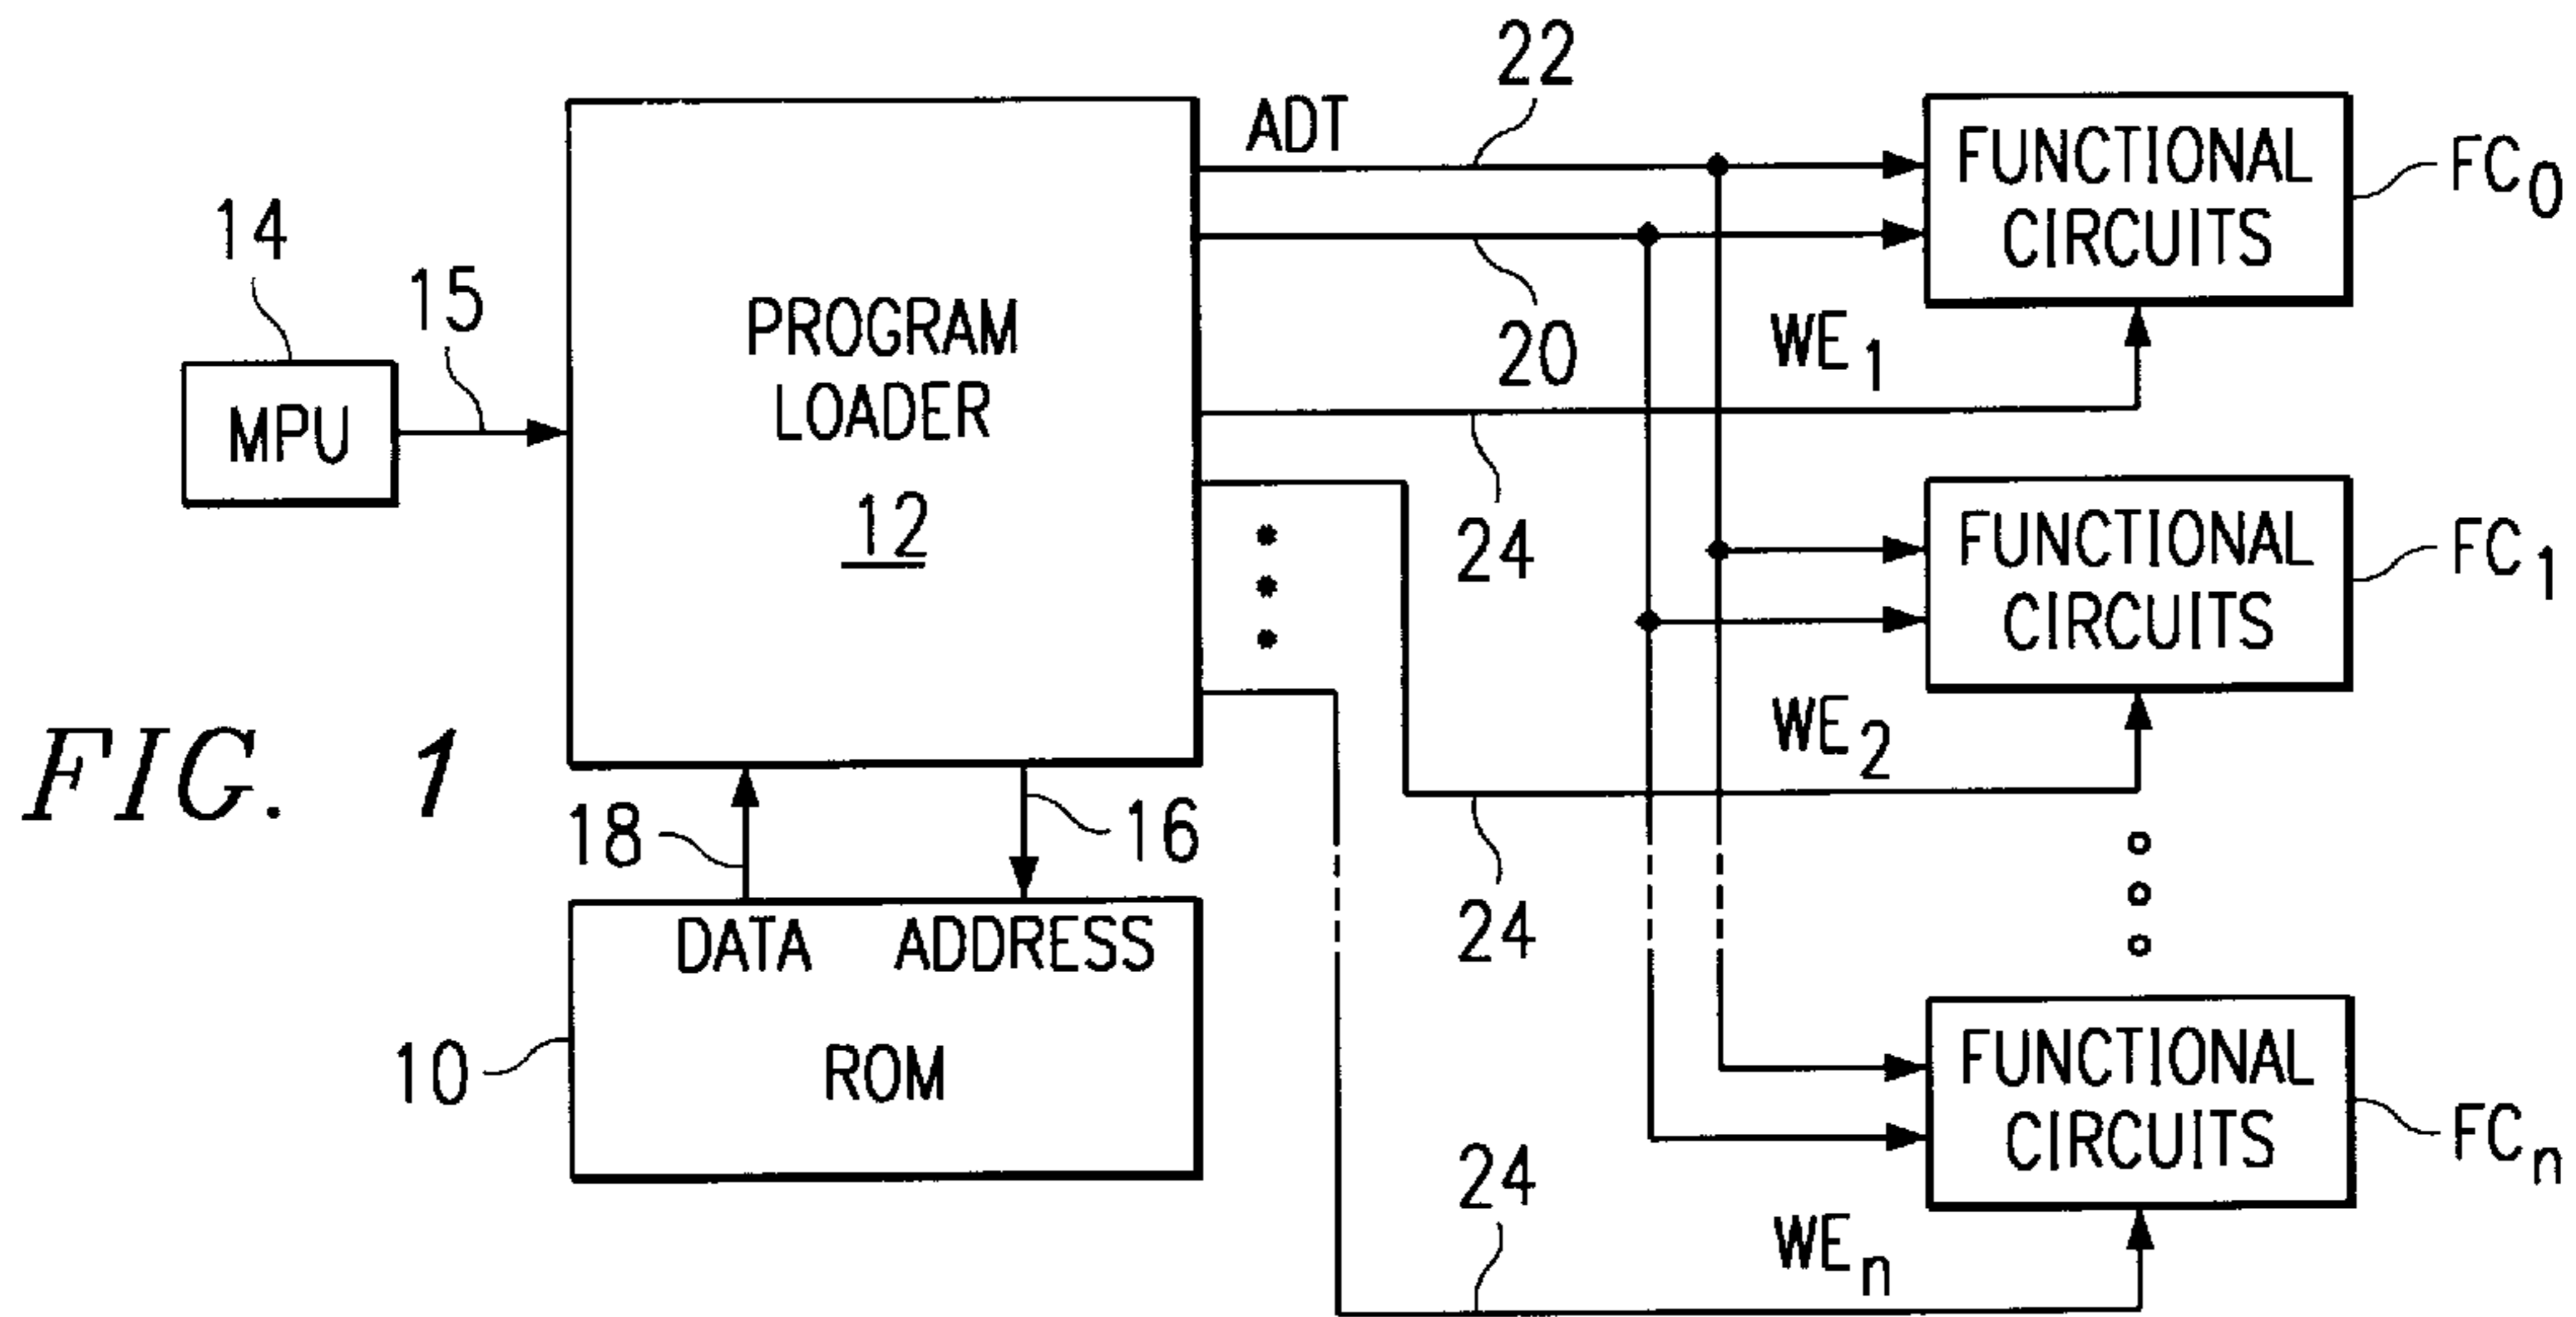 22
ADT
FUNCTIONAL
CIRCUITS
FC0
14
15
MPU
PROGRAM
LOADER
12
20
WE1
24
FUNCTIONAL
CIRCUITS
FC1
WE2
24
FIG. 1
18
16
DATA ADDRESS
ROM
10
FUNCTIONAL
CIRCUITS
FCn
24
WEn